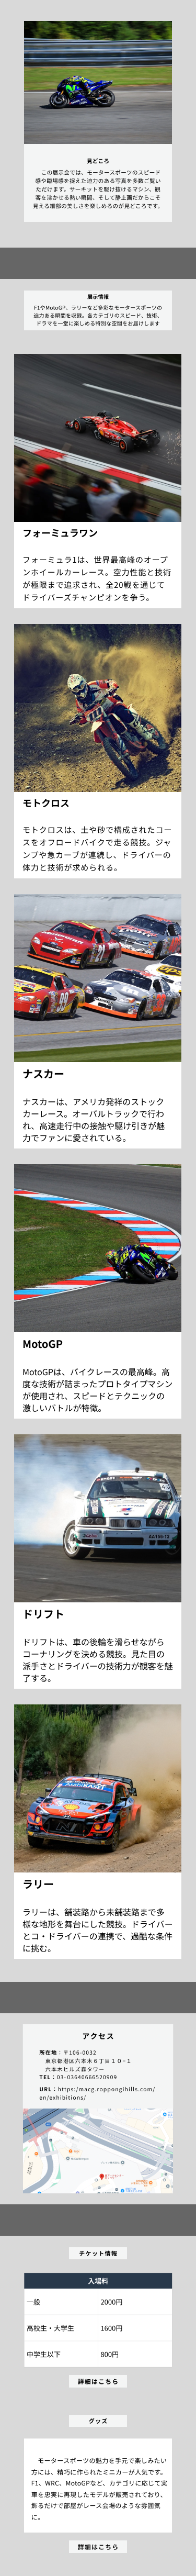 見どころ
この展示会では、モータースポーツのスピード
感や臨場感を捉えた迫力のある写真を多数ご覧い
ただけます。サーキットを駆け抜けるマシン、観
客を沸かせる熱い瞬間、そして静止画だからこそ
見える細部の美しさを楽しめるのが見どころです。
展示情報
F1やMotoGP、ラリーなど多彩なモータースポーツの
迫力ある瞬間を収録。各カテゴリのスピード、技術、
ドラマを一堂に楽しめる特別な空間をお届けします
フォーミュラワン
フォーミュラ1は、世界最高峰のオープ
ンホイールカーレース。空力性能と技術
が極限まで追求され、全20戦を通じて
ドライバーズチャンピオンを争う。
モトクロス
モトクロスは、土や砂で構成されたコー
スをオフロードバイクで走る競技。ジャ
ンプや急カーブが連続し、ドライバーの
体力と技術が求められる。
ナスカー
ナスカーは、アメリカ発祥のストック
カーレース。オーバルトラックで行わ
れ、高速走行中の接触や駆け引きが魅
力でファンに愛されている。
MotoGP
MotoGPは、バイクレースの最高峰。高
度な技術が詰まったプロトタイプマシン
が使用され、スピードとテクニックの
激しいバトルが特徴。
ドリフト
ドリフトは、車の後輪を滑らせながら
コーナリングを決める競技。見た目の
派手さとドライバーの技術力が観客を魅
了する。
ラリー
ラリーは、舗装路から未舗装路まで多
様な地形を舞台にした競技。ドライバー
とコ・ドライバーの連携で、過酷な条件
に挑む。
アクセス
所在地：〒106-0032
東京都港区六本木６丁目１０−１
六本木ヒルズ森タワー
TEL：03-03640666520909
URL：https:/macg.roppongihills.com/
en/exhibitions/
チケット情報
入場料
一般 2000円
高校生・大学生 1600円
中学生以下 800円
詳細はこちら
グッズ
モータースポーツの魅力を手元で楽しみたい
方には、精巧に作られたミニカーが人気です。
F1、WRC、MotoGPなど、カテゴリに応じて実
車を忠実に再現したモデルが販売されており、
飾るだけで部屋がレース会場のような雰囲気
に。
詳細はこちら